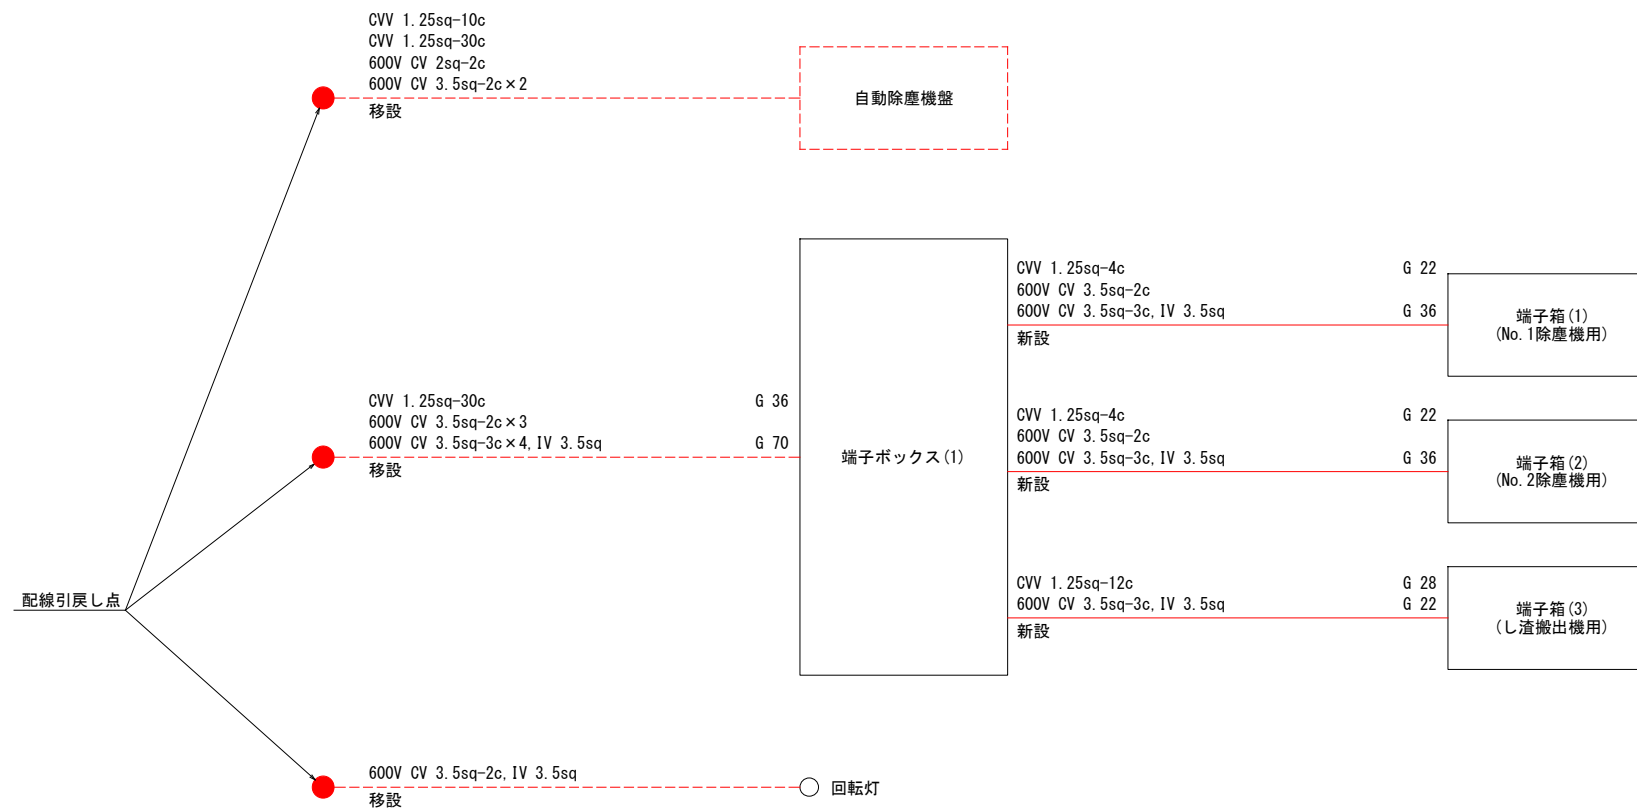 CVV 1.25sq-10c
CVV 1.25sq-30c
600V CV 2sq-2c
600V CV 3.5sq-2c×2
移設
自動除塵機盤
CVV 1.25sq-4c G 22
600V CV 3.5sq-2c
600V CV 3.5sq-3c,IV 3.5sq G 36
新設
端子箱(1)
(No.1除塵機用)
CVV 1.25sq-30c G 36
600V CV 3.5sq-2c×3
600V CV 3.5sq-3c×4,IV 3.5sq G 70
移設
端子ボックス(1)
CVV 1.25sq-4c G 22
600V CV 3.5sq-2c
600V CV 3.5sq-3c,IV 3.5sq G 36
新設
端子箱(2)
(No.2除塵機用)
配線引戻し点
CVV 1.25sq-12c G 28
600V CV 3.5sq-3c,IV 3.5sq G 22
新設
端子箱(3)
(し渣搬出機用)
600V CV 3.5sq-2c,IV 3.5sq
移設
回転灯